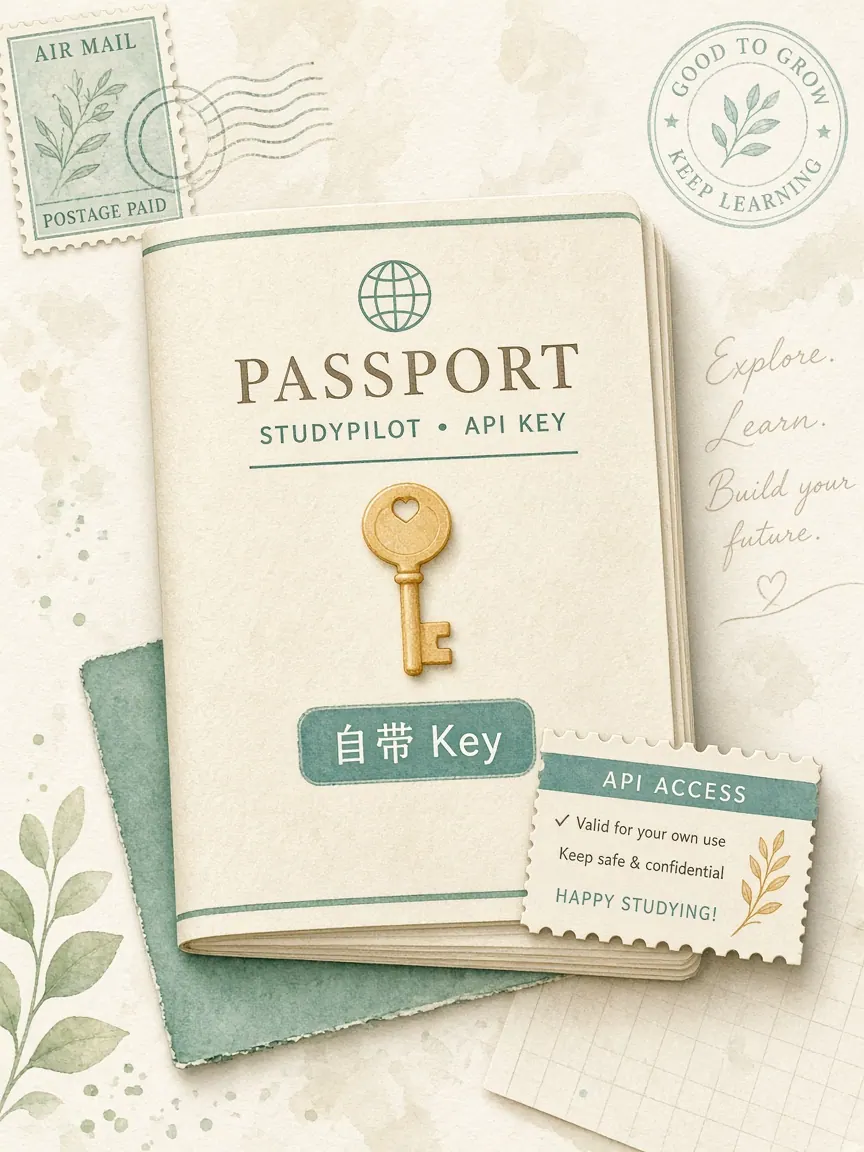 AIR MAIL
POSTAGE PAID
GOOD TO GROW
KEEP LEARNING
PASSPORT
STUDYPILOT • API KEY
Explore.
Learn.
Build your
future.
自带 Key
API ACCESS
✓ Valid for your own use
Keep safe & confidential
HAPPY STUDYING!